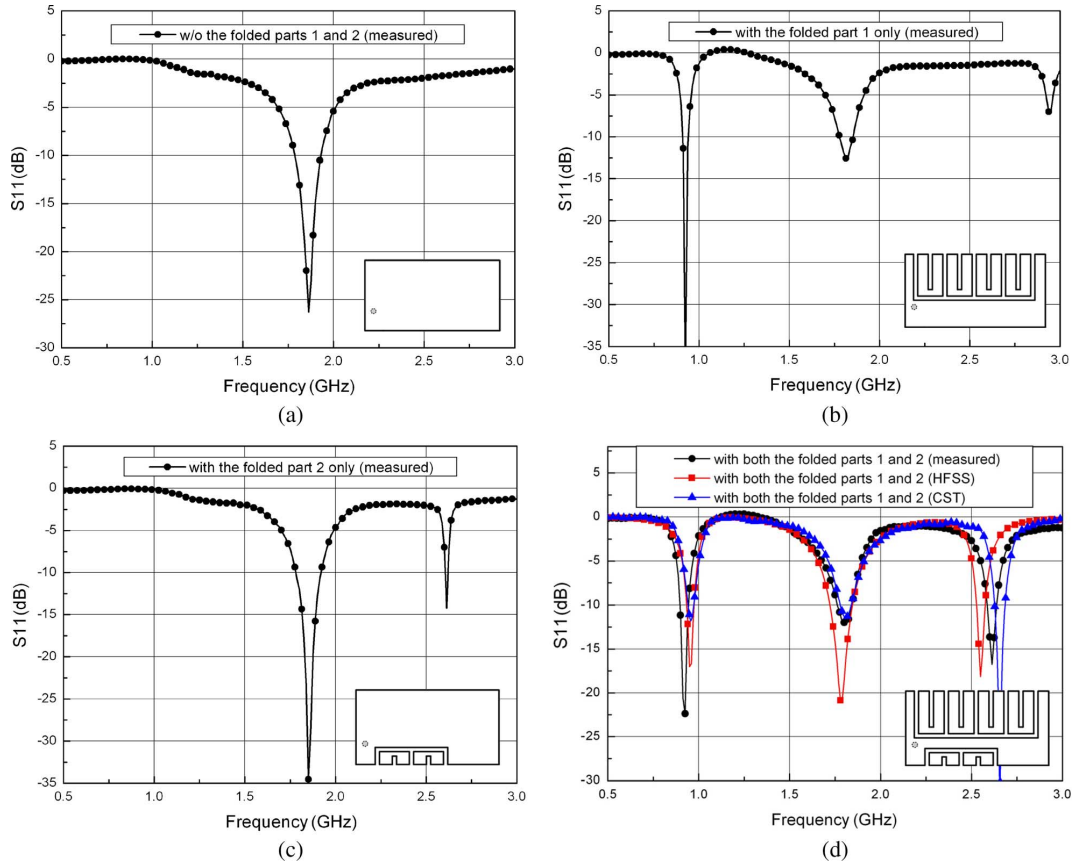 w/o the folded parts 1 and 2 (measured)
5
0
-5
-10
-15
-20
-25
-30
S11(dB)
0.5 1.0 1.5 2.0 2.5 3.0
Frequency (GHz)
(a)
with the folded part 1 only (measured)
5
0
-5
-10
-15
-20
-25
-30
-35
S11(dB)
0.5 1.0 1.5 2.0 2.5 3.0
Frequency (GHz)
(b)
with the folded part 2 only (measured)
5
0
-5
-10
-15
-20
-25
-30
-35
S11(dB)
0.5 1.0 1.5 2.0 2.5 3.0
Frequency (GHz)
(c)
with both the folded parts 1 and 2 (measured)
with both the folded parts 1 and 2 (HFSS)
with both the folded parts 1 and 2 (CST)
5
0
-5
-10
-15
-20
-25
-30
S11(dB)
0.5 1.0 1.5 2.0 2.5 3.0
Frequency (GHz)
(d)